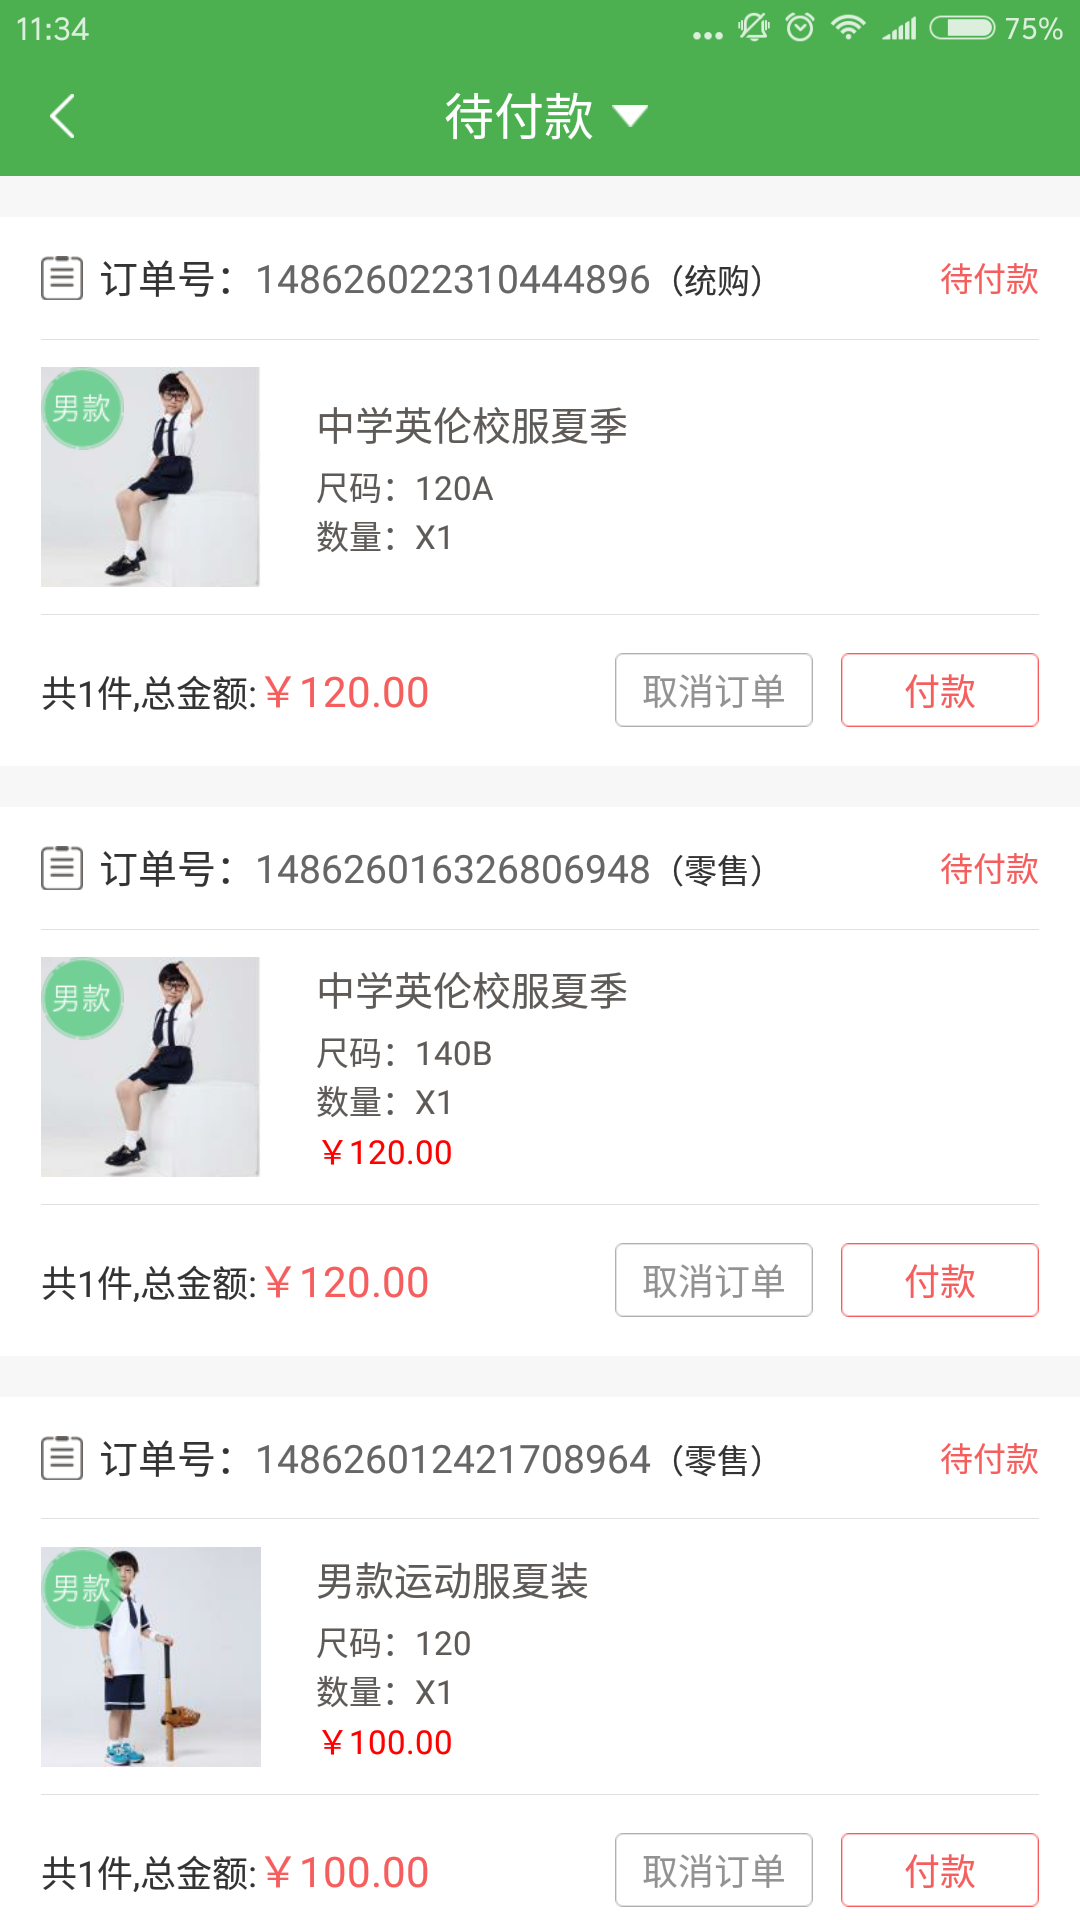 11:34
75%
待付款
订单号：148626022310444896（统购）
待付款
男款
中学英伦校服夏季
尺码：120A
数量：X1
共1件,总金额:￥120.00
取消订单
付款
订单号：148626016326806948（零售）
待付款
男款
中学英伦校服夏季
尺码：140B
数量：X1
￥120.00
共1件,总金额:￥120.00
取消订单
付款
订单号：148626012421708964（零售）
待付款
男款
男款运动服夏装
尺码：120
数量：X1
￥100.00
共1件,总金额:￥100.00
取消订单
付款